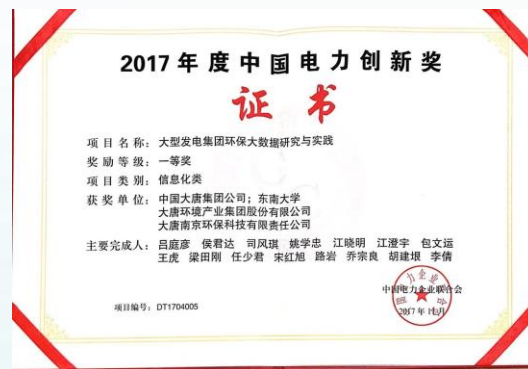 2017年度中国电力创新奖
证书
项目名称：大型发电集团环保大数据研究与实践
奖励等级：一等奖
项目类别：信息化类
获奖单位：中国大唐集团公司；东南大学
大唐环境产业集团股份有限公司
大唐南京环保科技有限责任公司
主要完成人：吕庭彦 侯君达 司风琪 姚学忠 江晓明 江澄宇 包文运
王虎 梁田刚 任少君 宋红旭 路岩 乔宗良 胡建垠 李倩
中国电力企业联合会
项目编号：DT1704005
2017年11月